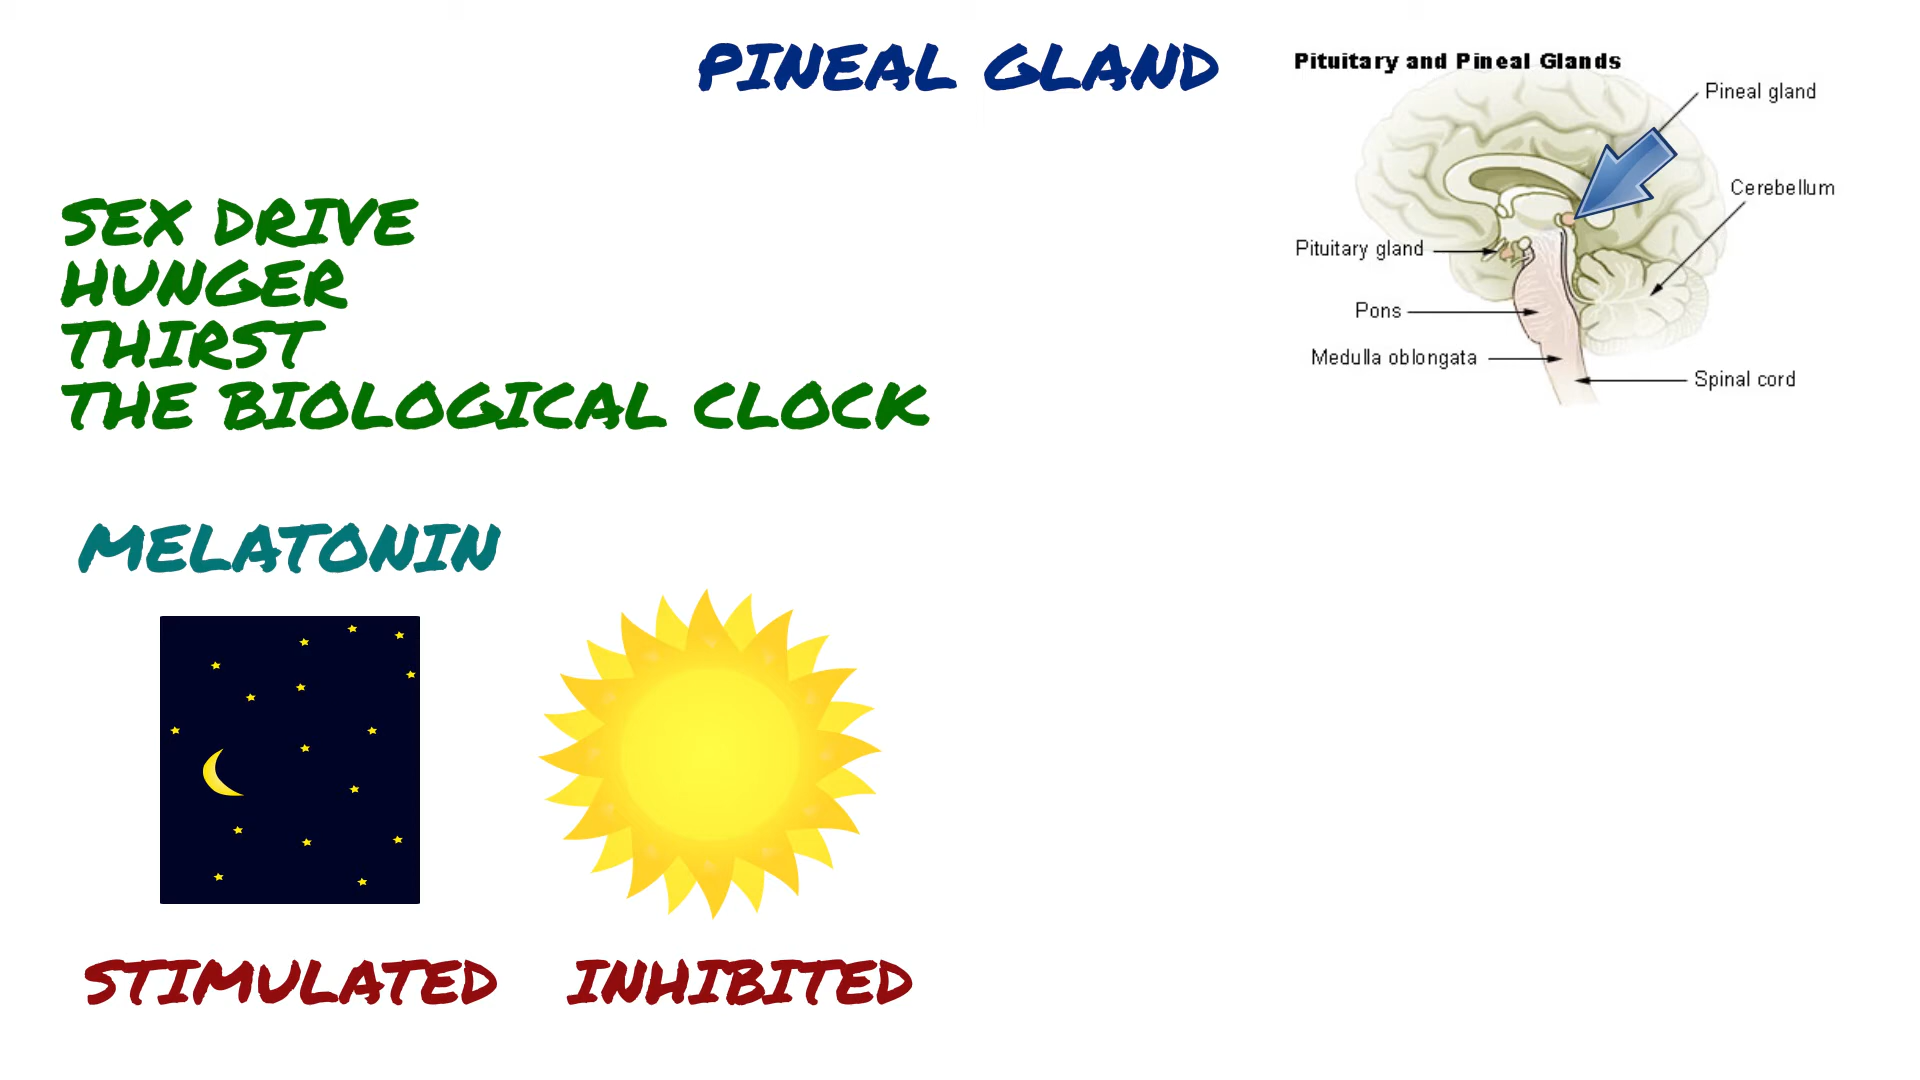 PINEAL GLAND
SEX DRIVE
HUNGER
THIRST
THE BIOLOGICAL CLOCK
MELATONIN
STIMULATED
INHIBITED
Pituitary and Pineal Glands
Pineal gland
Cerebellum
Pituitary gland
Pons
Medulla oblongata
Spinal cord